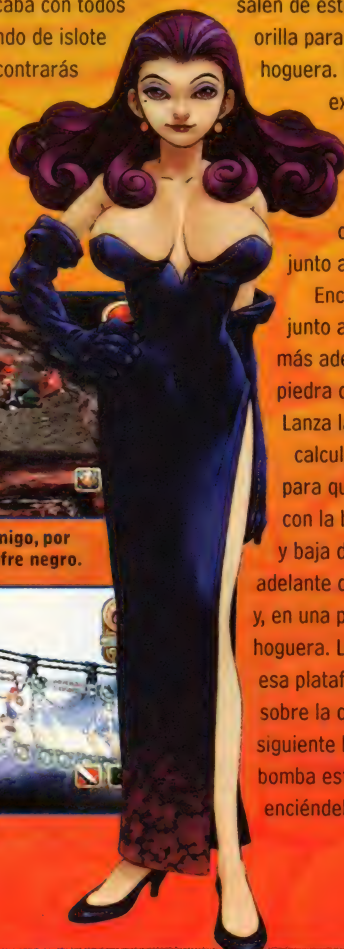 caba con todos
ndo de islote
contrarás
nigo, por
fre negro.
salen de est
orilla para
hoguera.
ex
junto a
Enc
junto a
más ade
piedra c
Lanza la
calcul
para qu
con la b
y baja d
adelante c
y, en una p
hoguera. L
esa plataf
sobre la c
siguiente l
bomba est
enciéndel